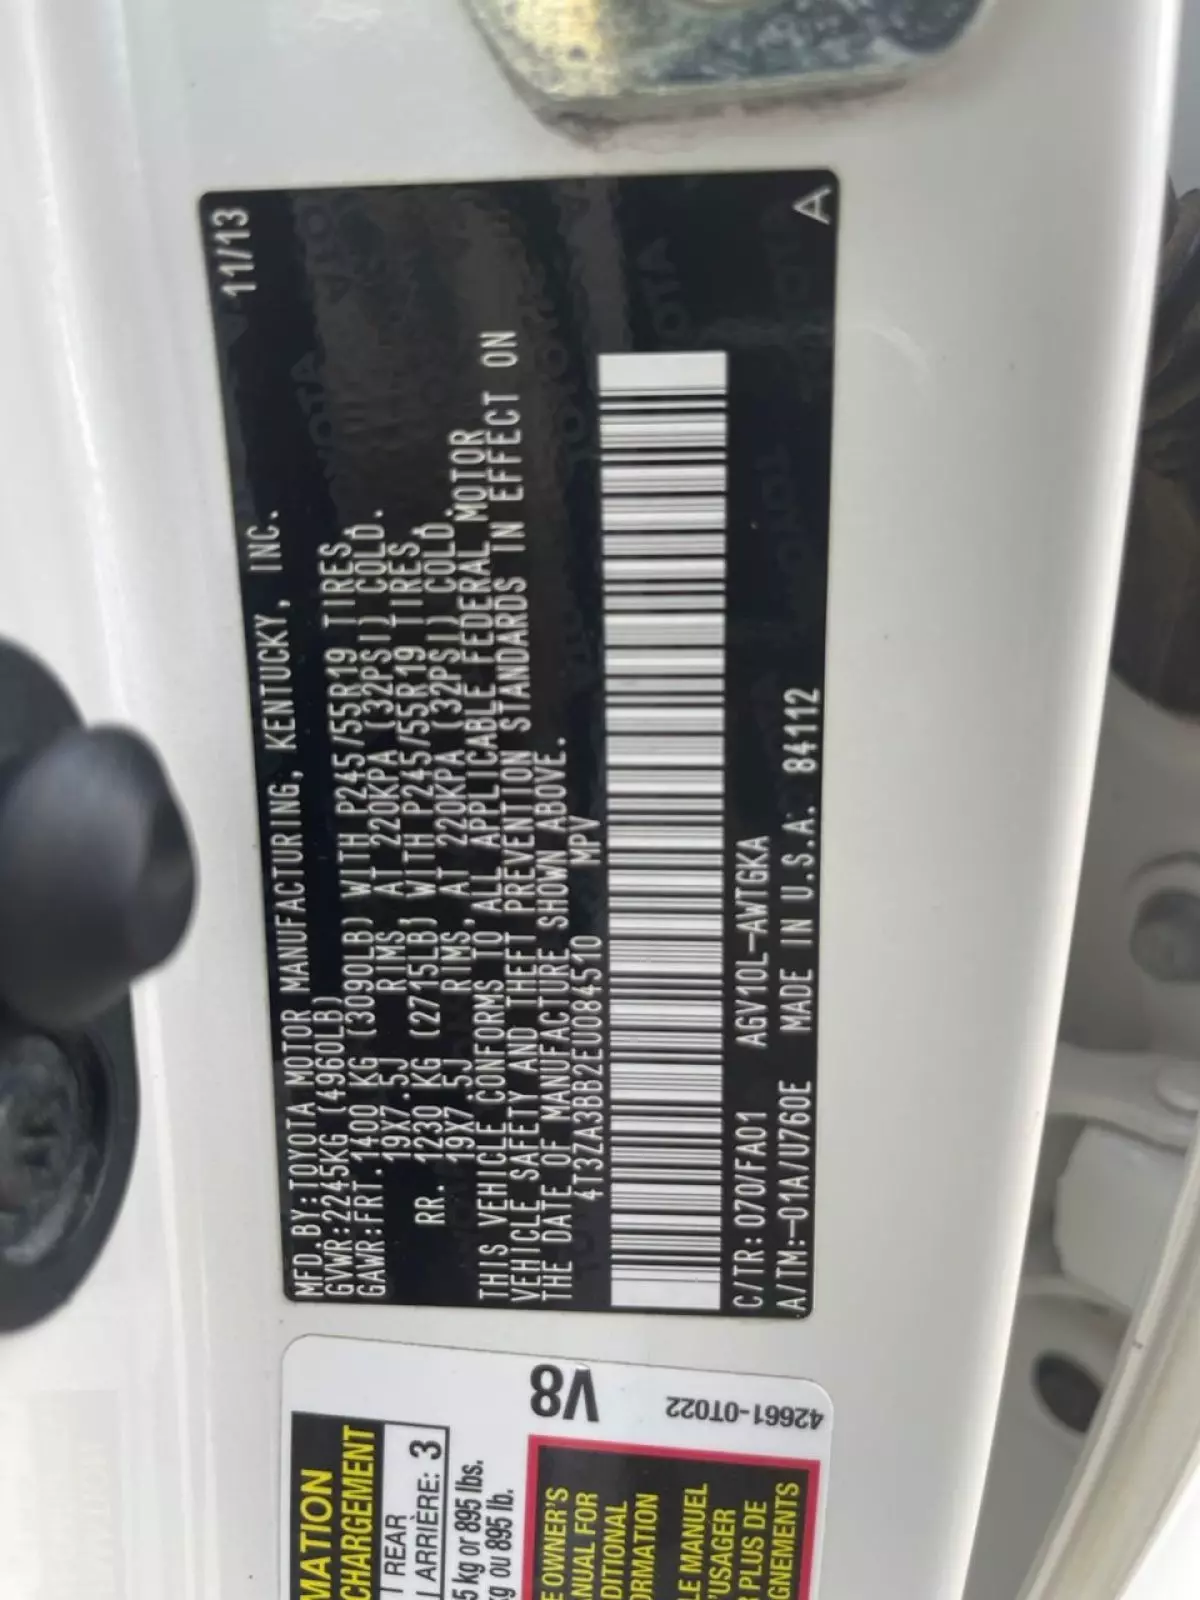 11/13
MFD.BY:TOYOTA MOTOR MANUFACTURING, KENTUCKY, INC.
GVWR:2245KG(4960LB)
GAWR:FRT.1400 KG (3090LB) WITH P245/55R19 TIRES,
19X7.5J RIMS, AT 220KPA (32PSI) COLD.
RR. 1230 KG (2715LB) WITH P245/55R19 TIRES,
19X7.5J RIMS, AT 220KPA (32PSI) COLD.
THIS VEHICLE CONFORMS TO ALL APPLICABLE FEDERAL MOTOR
VEHICLE SAFETY AND THEFT PREVENTION STANDARDS IN EFFECT ON
THE DATE OF MANUFACTURE SHOWN ABOVE.
4T3ZA3BB2EU084510 MPV
C/TR:070/FA01 AGV10L-AWTGKA
A/TM:-01A/U760E MADE IN U.S.A. 84112
A
MATION
CHARGEMENT
REAR
ARRIÈRE: 3
5 kg or 895 lbs.
kg ou 895 lb.
V8
42661-0T022
E OWNER'S
ANUAL FOR
DITIONAL
ORMATION
LE MANUEL
'USAGER
PLUS DE
GNEMENTS